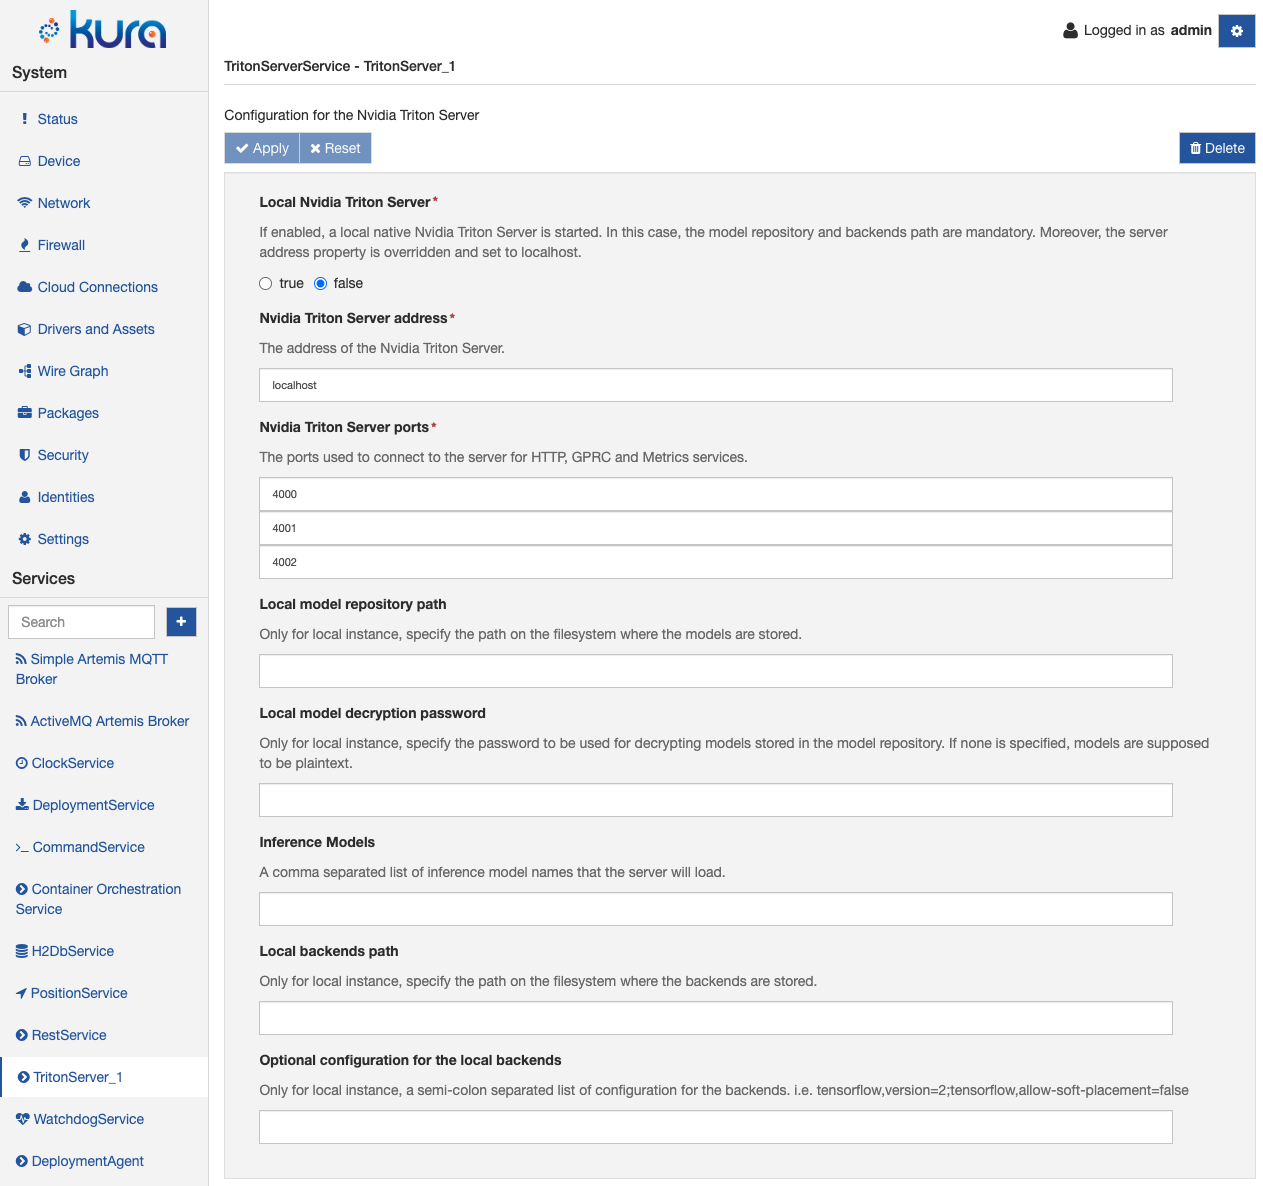 kura
System
Status
Device
Network
Firewall
Cloud Connections
Drivers and Assets
Wire Graph
Packages
Security
Identities
Settings
Services
Search
Simple Artemis MQTT
Broker
ActiveMQ Artemis Broker
ClockService
DeploymentService
CommandService
Container Orchestration
Service
H2DbService
PositionService
RestService
TritonServer_1
WatchdogService
DeploymentAgent
Logged in as admin
TritonServerService - TritonServer_1
Configuration for the Nvidia Triton Server
Apply
Reset
Delete
Local Nvidia Triton Server*
If enabled, a local native Nvidia Triton Server is started. In this case, the model repository and backends path are mandatory. Moreover, the server
address property is overridden and set to localhost.
true false
Nvidia Triton Server address*
The address of the Nvidia Triton Server.
localhost
Nvidia Triton Server ports*
The ports used to connect to the server for HTTP, GPRC and Metrics services.
4000
4001
4002
Local model repository path
Only for local instance, specify the path on the filesystem where the models are stored.
Local model decryption password
Only for local instance, specify the password to be used for decrypting models stored in the model repository. If none is specified, models are supposed
to be plaintext.
Inference Models
A comma separated list of inference model names that the server will load.
Local backends path
Only for local instance, specify the path on the filesystem where the backends are stored.
Optional configuration for the local backends
Only for local instance, a semi-colon separated list of configuration for the backends. i.e. tensorflow,version=2;tensorflow,allow-soft-placement=false